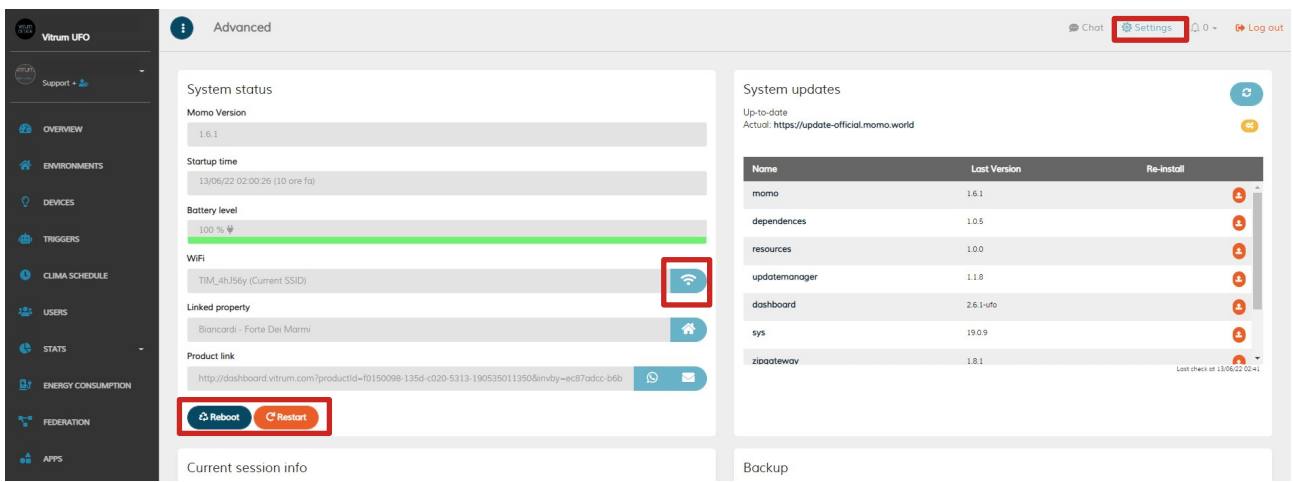 Vitrum UFO
Support +
OVERVIEW
ENVIRONMENTS
DEVICES
TRIGGERS
CLIMA SCHEDULE
USERS
STATS
ENERGY CONSUMPTION
FEDERATION
APPS
Advanced
Chat
Settings
0
Log out
System status
Momo Version
1.6.1
Startup time
13/06/22 02:00:26 (10 ore fa)
Battery level
100 %
WiFi
TIM_4hJ56y (Current SSID)
Linked property
Biancardi - Forte Dei Marmi
Product link
http://dashboard.vitrum.com?productId=f0150098-135d-c020-5313-190535011350&invby=ec87adcc-b6b
Reboot
Restart
Current session info
System updates
Up-to-date
Actual: https://update-official.momo.world
Name Last Version Re-install
momo 1.6.1
dependences 1.0.5
resources 1.0.0
updatemanager 1.1.8
dashboard 2.6.1-ufo
sys 19.0.9
zipgateway 1.8.1
Last check at 13/06/22 02:41
Backup